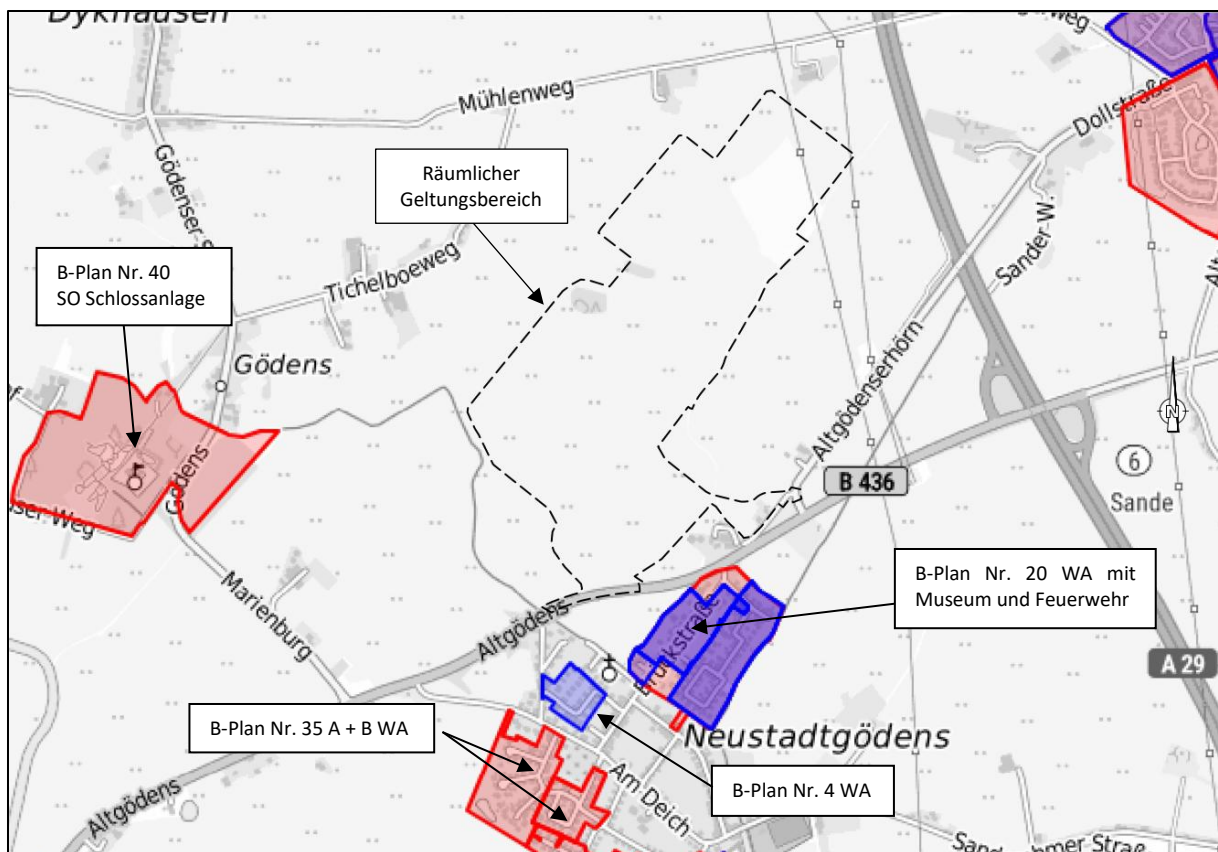 Dykhausen
Mühlenweg
Dollstraße
Räumlicher
Geltungsbereich
Gödenser
Tichelboeweg
B-Plan Nr. 40
SO Schlossanlage
Gödens
Sander-W.
Altgödenserhörn
Gödens
N
B 436
6
Sande
Marienburg
B-Plan Nr. 20 WA mit
Museum und Feuerwehr
Altgödens
Brückstraße
A 29
B-Plan Nr. 35 A + B WA
Neustadtgödens
Am Deich
B-Plan Nr. 4 WA
Altgödens